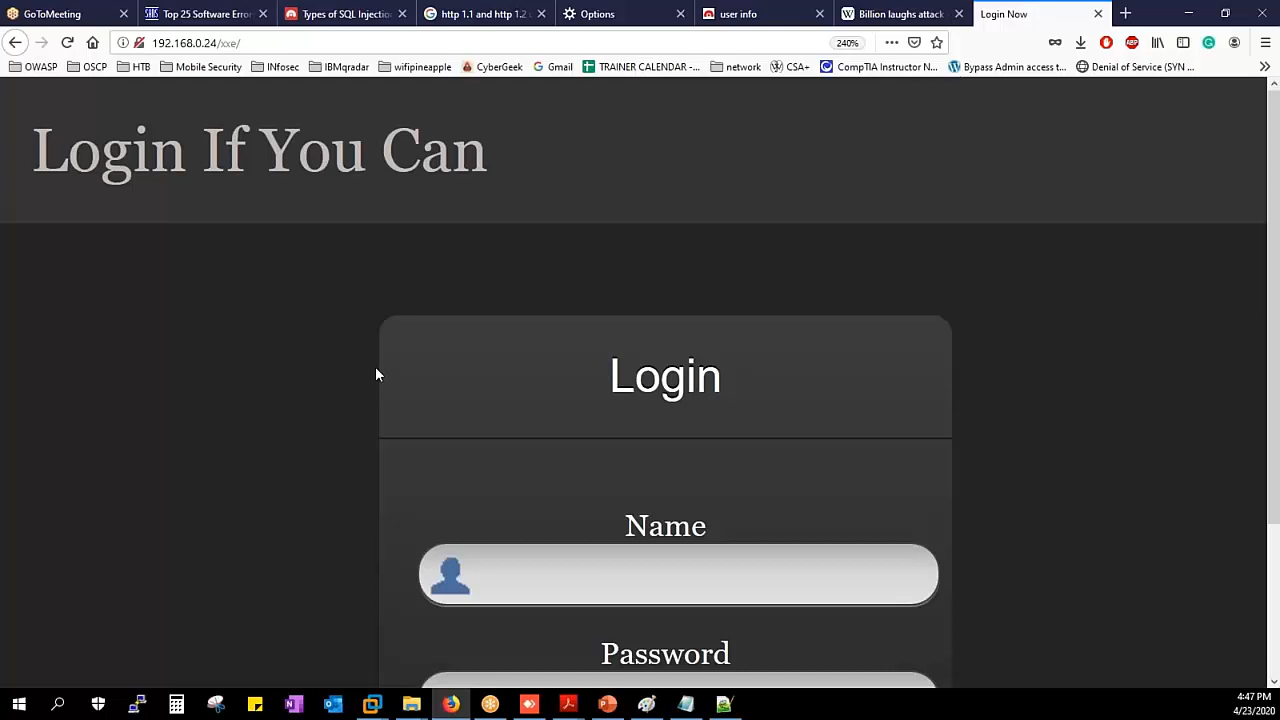 GoToMeeting
Top 25 Software Error
Types of SQL Injectio
http 1.1 and http 1.2
Options
user info
Billion laughs attack
Login Now
192.168.0.24/xxe/
240%
OWASP
OSCP
HTB
Mobile Security
INfosec
IBMqradar
wifipineapple
CyberGeek
Gmail
TRAINER CALENDAR -...
network
CSA+
CompTIA Instructor N...
Bypass Admin access t...
Denial of Service (SYN ...
Login If You Can
Login
Name
Password
4:47 PM
4/23/2020